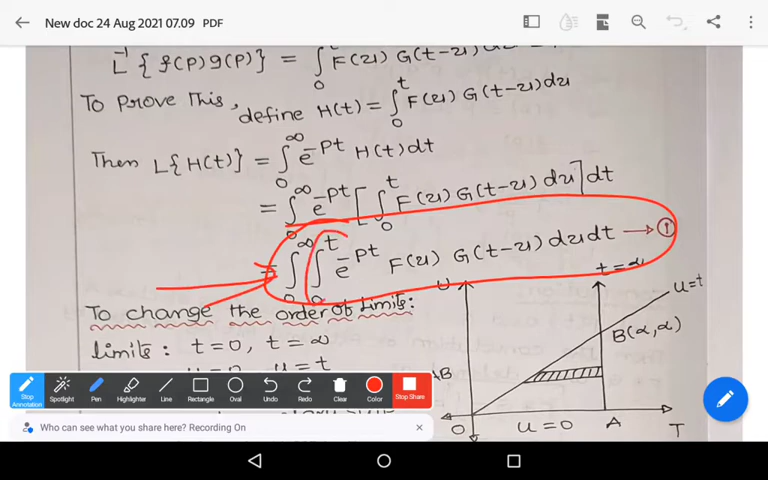 New doc 24 Aug 2021 07.09 PDF
L⁻¹{f(p)g(p)} = ∫₀ᵗ F(u) G(t-u) du
To Prove This, define H(t) = ∫₀ᵗ F(u) G(t-u) du
Then L{H(t)} = ∫₀^∞ e^-pt H(t) dt
= ∫₀^∞ e^-pt [∫₀ᵗ F(u) G(t-u) du] dt
= ∫₀^∞ ∫₀ᵗ e^-pt F(u) G(t-u) du dt → ①
To change the order of Limits:
limits: t=0, t=∞
u=0, u=t
U
t=∝
u=t
B(∝,∝)
AB
O
u=0
A
T
Stop Annotation
Spotlight
Pen
Highlighter
Line
Rectangle
Oval
Undo
Redo
Clear
Color
Stop Share
Who can see what you share here? Recording On